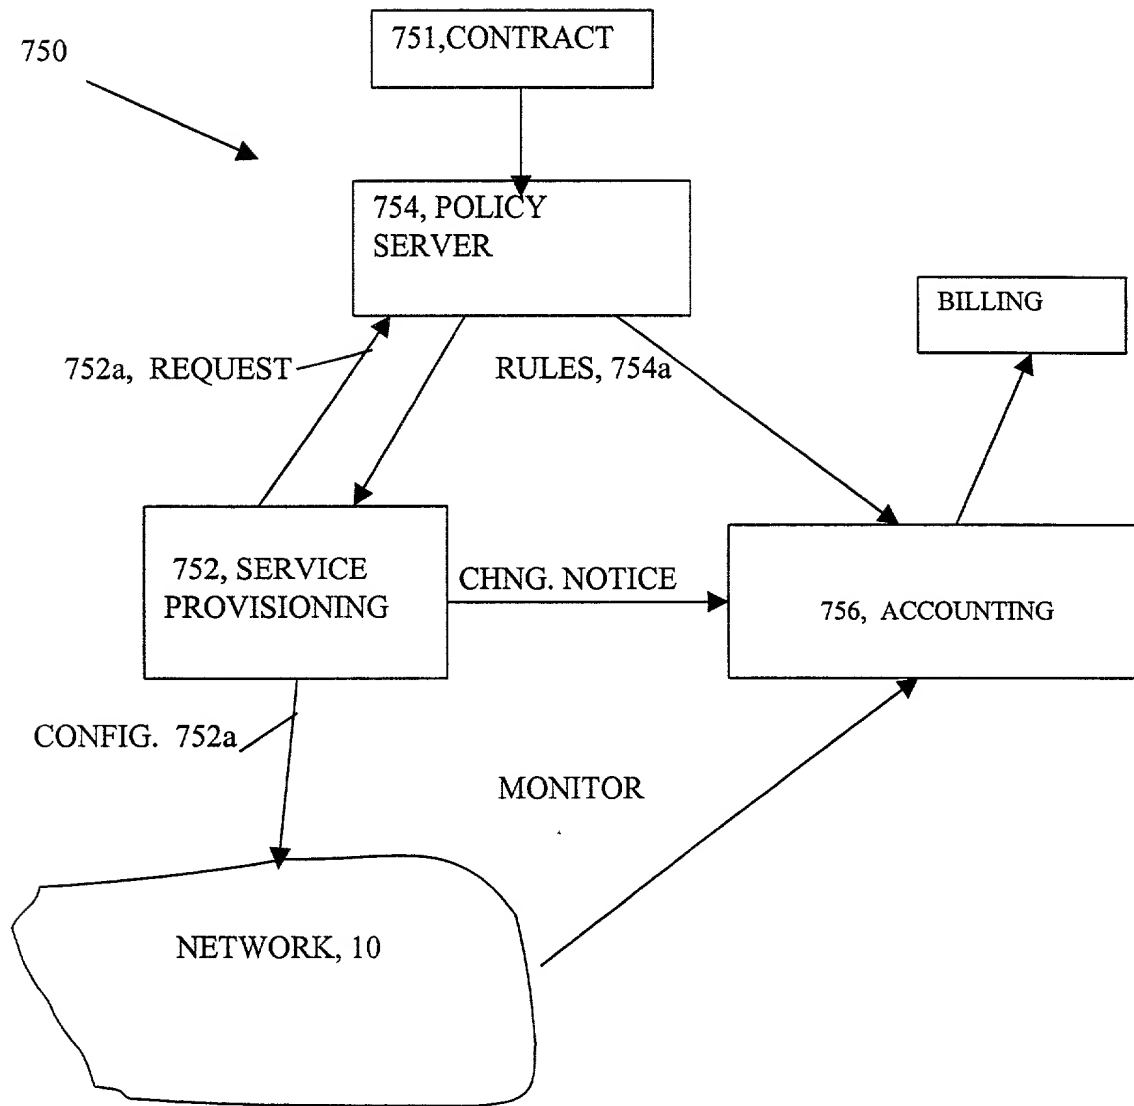 750
751,CONTRACT
754, POLICY
SERVER
BILLING
752a, REQUEST
RULES, 754a
752, SERVICE
PROVISIONING
CHNG. NOTICE
756, ACCOUNTING
CONFIG. 752a
MONITOR
NETWORK, 10